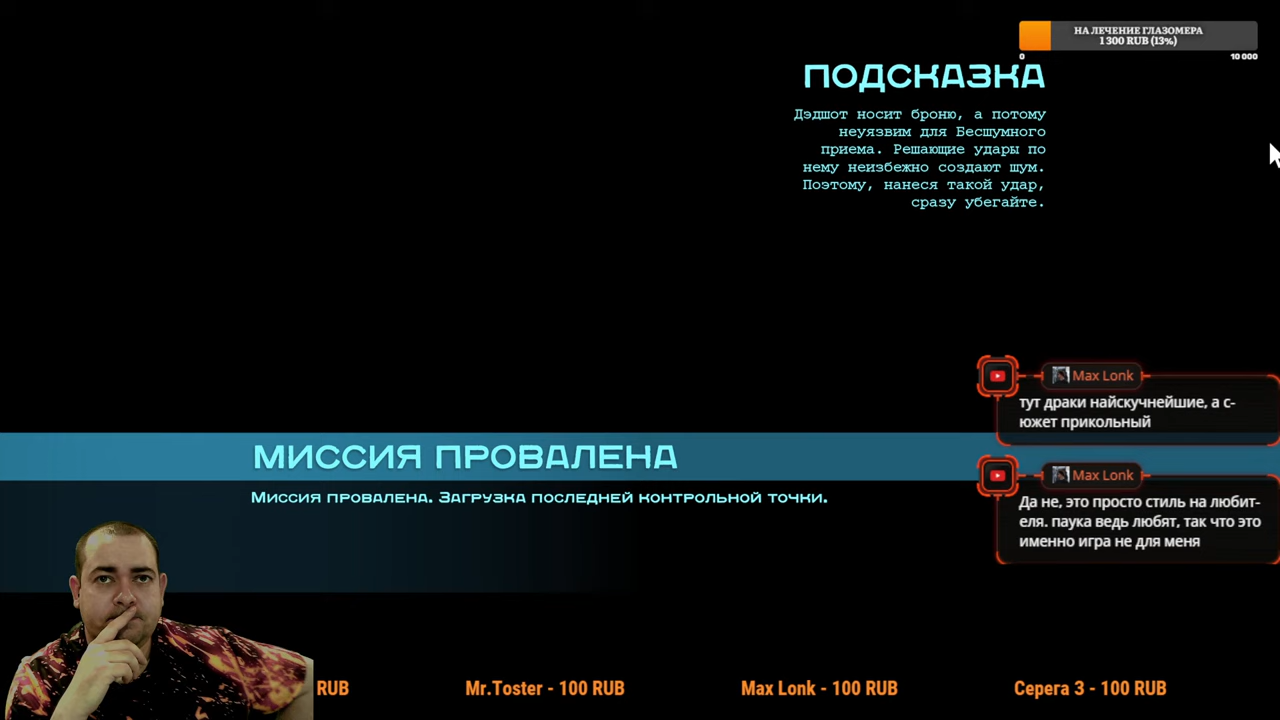 НА ЛЕЧЕНИЕ ГЛАЗОМЕРА
1 300 RUB (13%)
0
10 000
ПОДСКАЗКА
Дэдшот носит броню, а потому
неуязвим для Бесшумного
приема. Решающие удары по
нему неизбежно создают шум.
Поэтому, нанеся такой удар,
сразу убегайте.
Max Lonk
тут драки найскучнейшие, а с-
южет прикольный
МИССИЯ ПРОВАЛЕНА
Миссия провалена. Загрузка последней контрольной точки.
Max Lonk
Да не, это просто стиль на любит-
еля. паука ведь любят, так что это
именно игра не для меня
RUB
Mr.Toster - 100 RUB
Max Lonk - 100 RUB
Серега 3 - 100 RUB